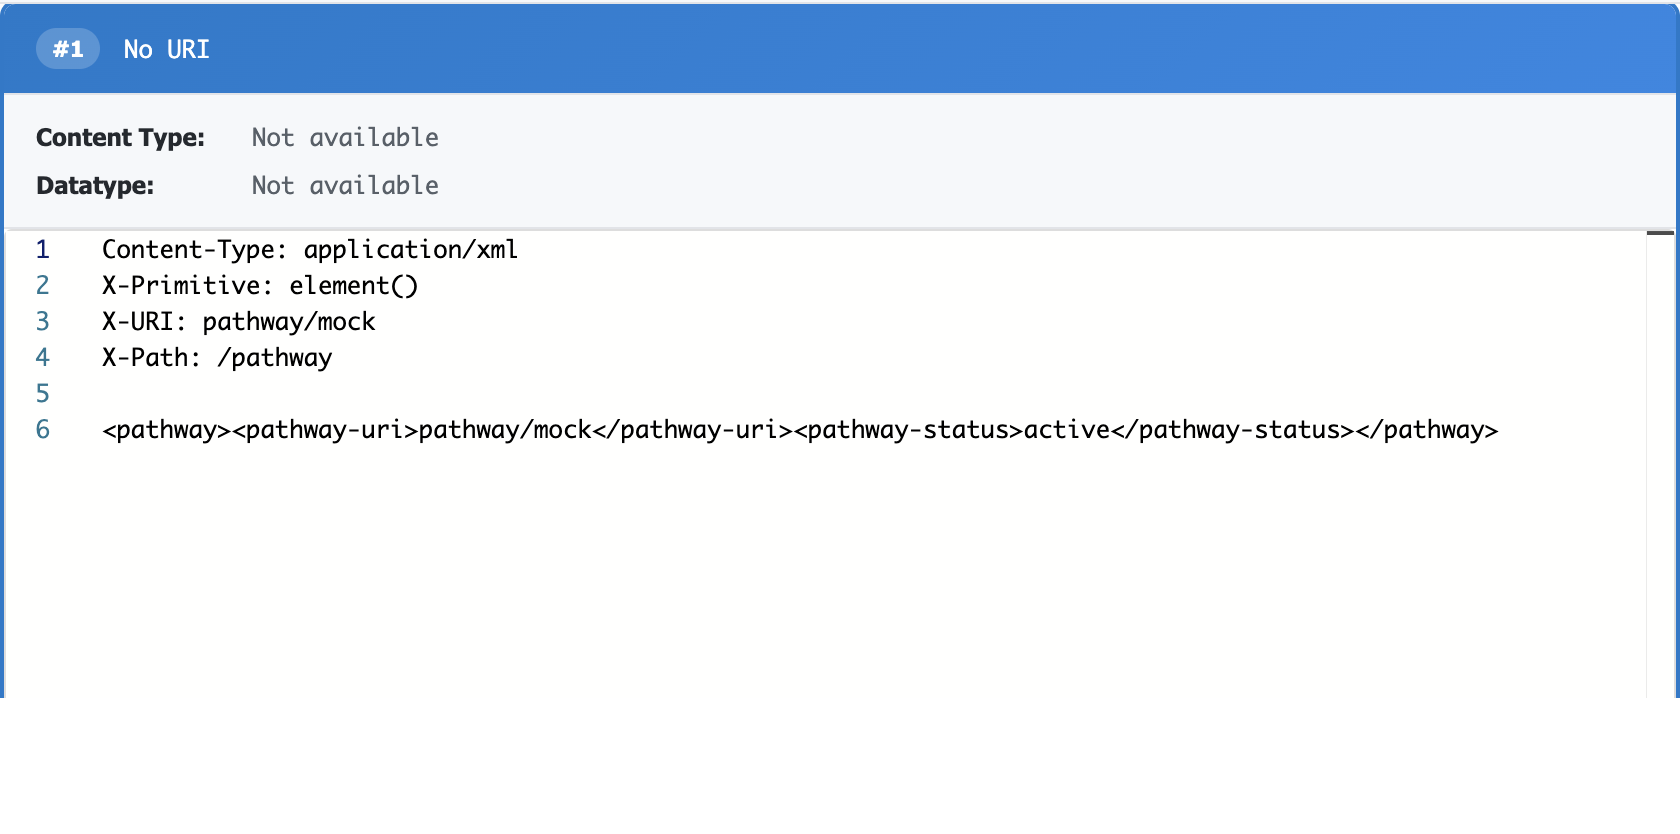 #1 No URI
Content Type: Not available
Datatype: Not available
1 Content-Type: application/xml
2 X-Primitive: element()
3 X-URI: pathway/mock
4 X-Path: /pathway
5
6 <pathway><pathway-uri>pathway/mock</pathway-uri><pathway-status>active</pathway-status></pathway>